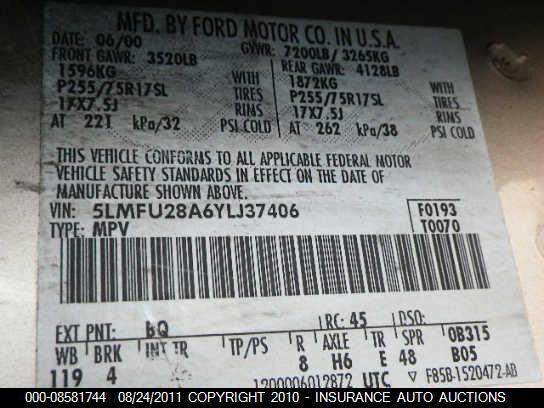 MFD. BY FORD MOTOR CO. IN U.S.A.
DATE: 06/00 GVWR: 7200LB/ 3265KG
FRONT GAWR: 3520LB REAR GAWR: 4128LB
1596KG WITH 1872KG WITH
P255/75R17SL TIRES P255/75R17SL TIRES
17X7.5J RIMS 17X7.5J RIMS
AT 221 kPa/32 PSI COLD AT 262 kPa/38 PSI COLD
THIS VEHICLE CONFORMS TO ALL APPLICABLE FEDERAL MOTOR
VEHICLE SAFETY STANDARDS IN EFFECT ON THE DATE OF
MANUFACTURE SHOWN ABOVE.
VIN: 5LMFU28A6YLJ37406 F0193
TYPE: MPV T0070
EXT PNT: BQ RC: 45 DSO:
WB BRK INT TR TP/PS R AXLE TR SPR 0B315
119 4 8 H6 E 48 B05
1200006012872 UTC F85B-1520472-AB
000-08581744 08/24/2011 COPYRIGHT 2010 - INSURANCE AUTO AUCTIONS